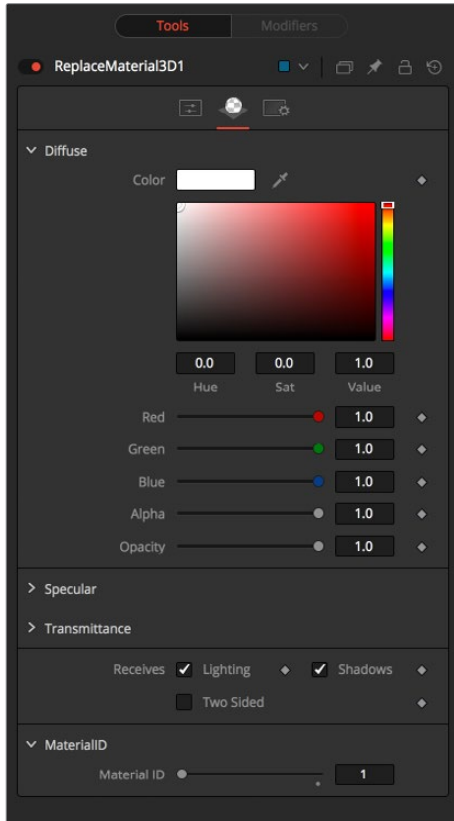 Tools Modifiers
ReplaceMaterial3D1
Diffuse
Color
0.0 0.0 1.0
Hue Sat Value
Red 1.0
Green 1.0
Blue 1.0
Alpha 1.0
Opacity 1.0
Specular
Transmittance
Receives Lighting Shadows
Two Sided
MaterialID
Material ID 1